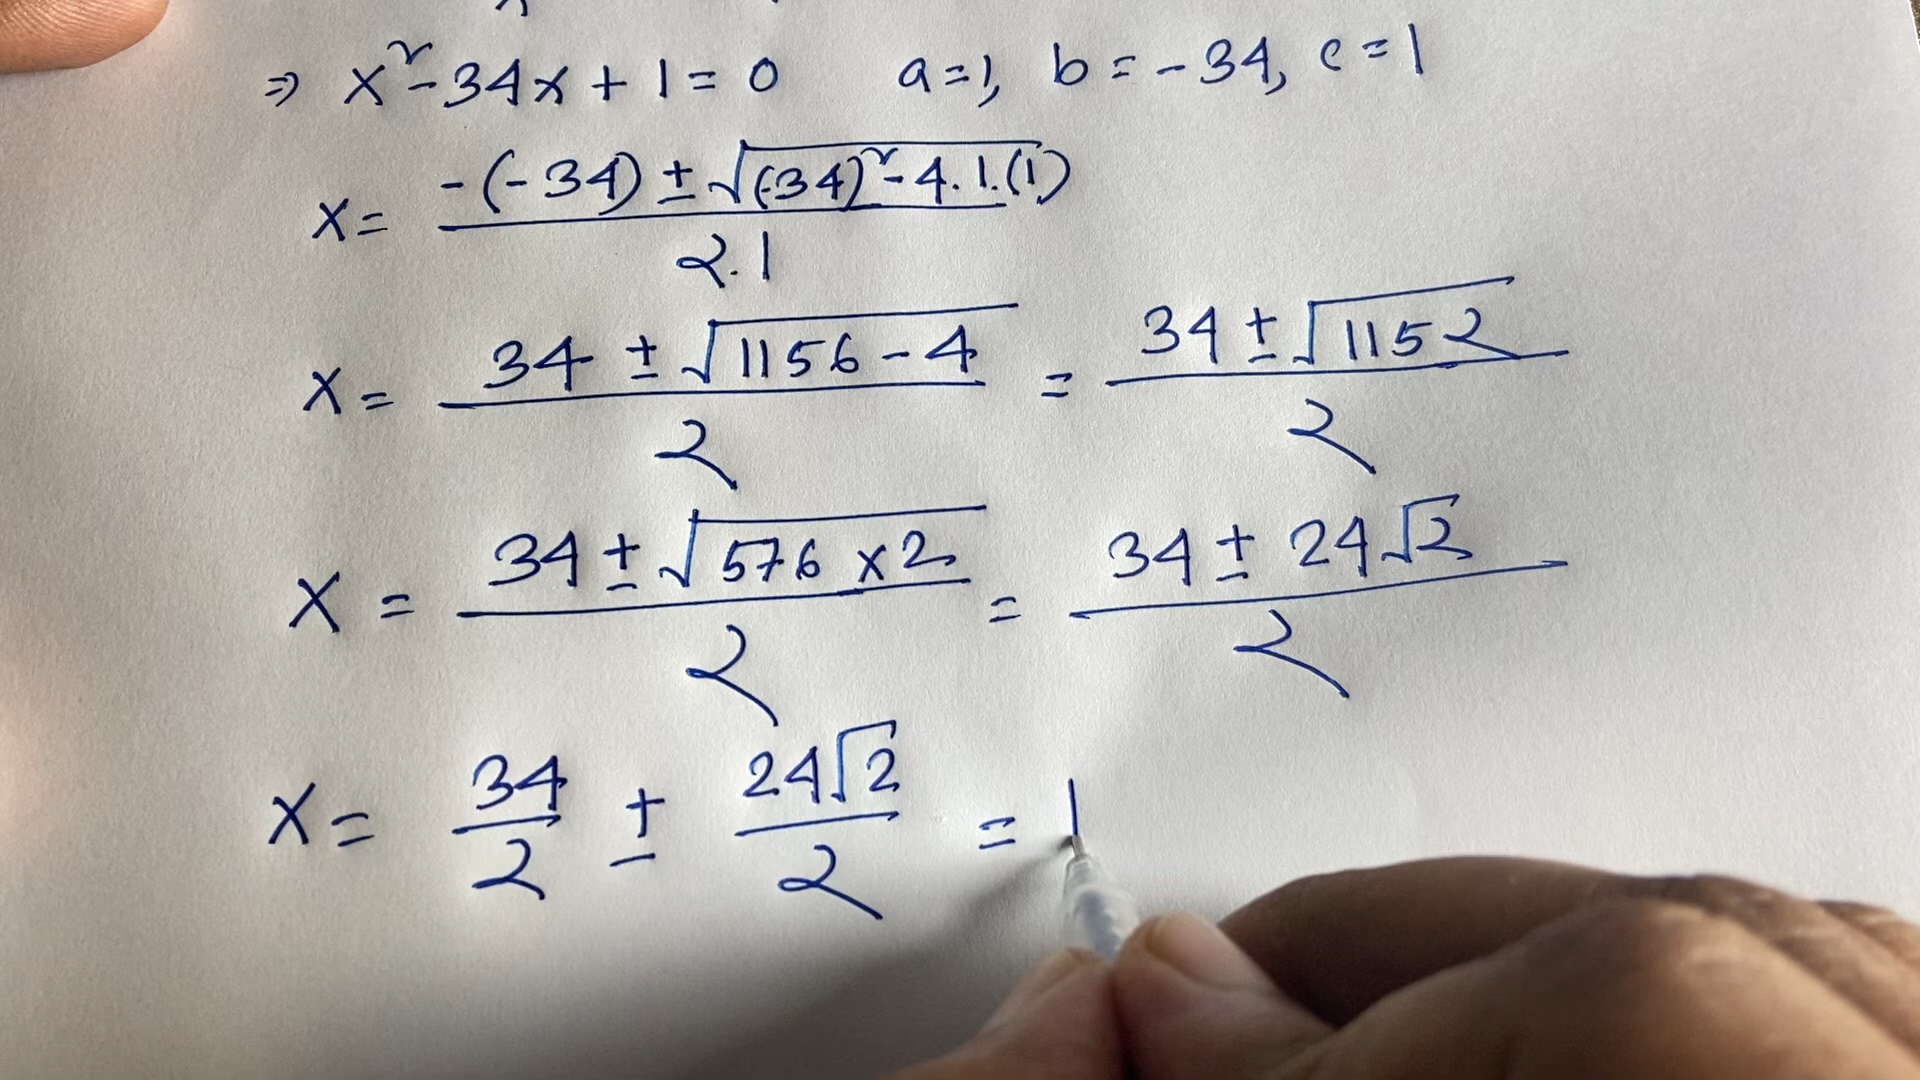 ⇒ x² - 34x + 1 = 0 a = 1, b = - 34, c = 1
x = -(-34) ± √(-34)² - 4.1.(1) / 2.1
x = 34 ± √1156 - 4 / 2 = 34 ± √1152 / 2
x = 34 ± √576 x 2 / 2 = 34 ± 24√2 / 2
x = 34/2 ± 24√2/2 = 1